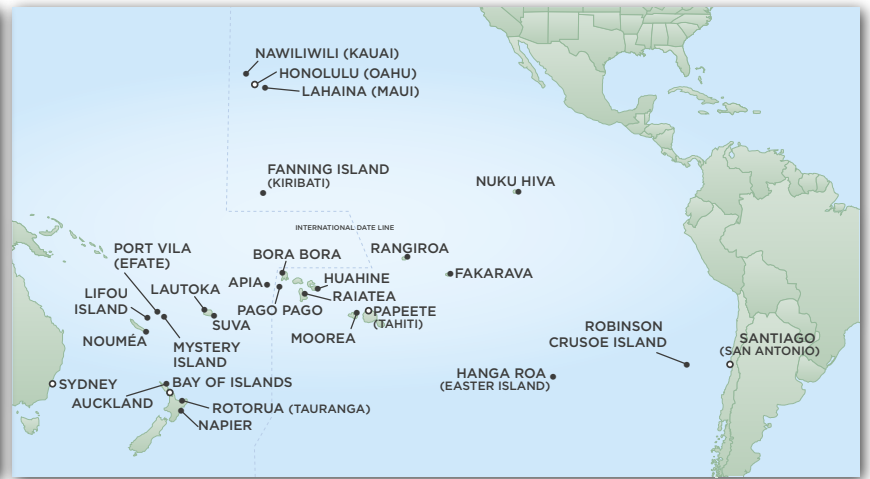 NAWILIWILI (KAUAI)
HONOLULU (OAHU)
LAHAINA (MAUI)
FANNING ISLAND
(KIRIBATI)
NUKU HIVA
INTERNATIONAL DATE LINE
PORT VILA
(EFATE)
BORA BORA
RANGIROA
APIA
HUAHINE
FAKARAVA
LIFOU
ISLAND
LAUTOKA
RAIATEA
PAGO PAGO
PAPEETE
(TAHITI)
SUVA
MOOREA
NOUMÉA
MYSTERY
ISLAND
ROBINSON
CRUSOE ISLAND
SANTIAGO
(SAN ANTONIO)
HANGA ROA
(EASTER ISLAND)
SYDNEY
BAY OF ISLANDS
AUCKLAND
ROTORUA (TAURANGA)
NAPIER